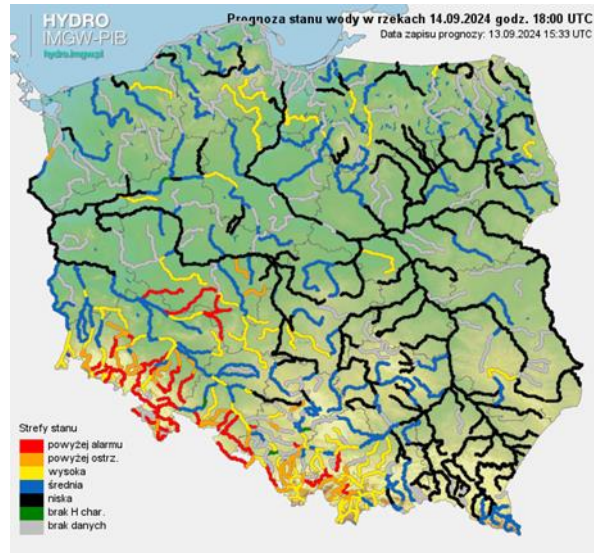 HYDRO
IMGW-PIB
hydro.imgw.pl
Prognoza stanu wody w rzekach 14.09.2024 godz. 18:00 UTC
Data zapisu prognozy: 13.09.2024 15:33 UTC
Strefy stanu
powyżej alarmu
powyżej ostrz.
wysoka
średnia
niska
brak H char.
brak danych